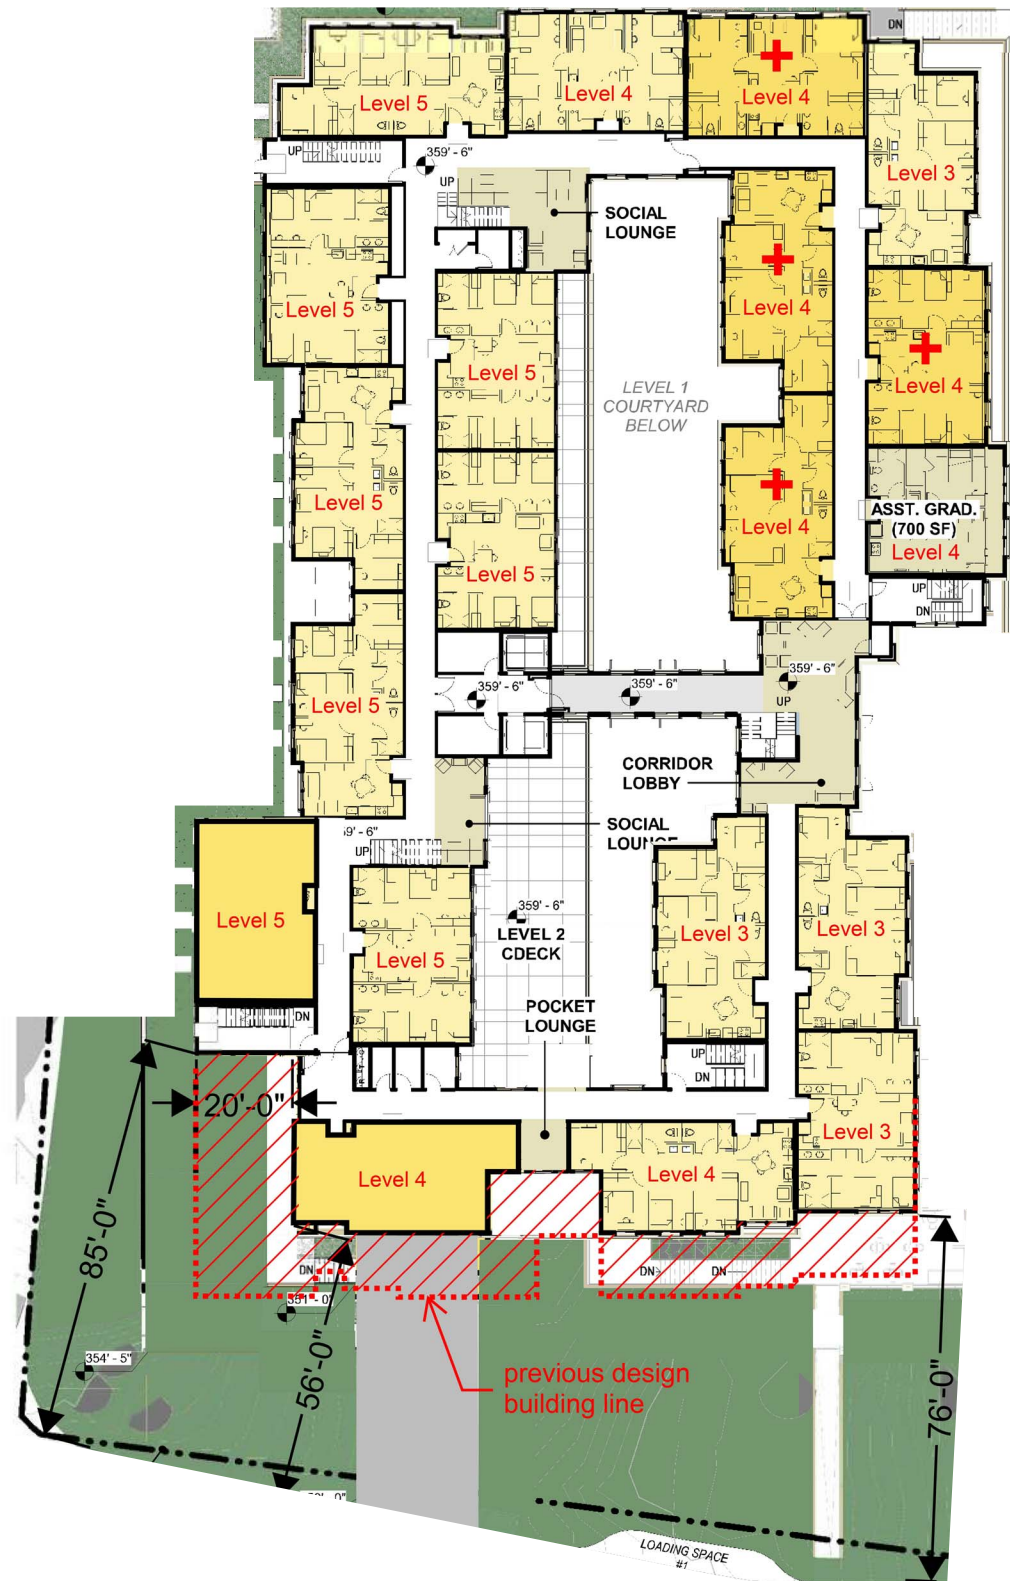 DN
Level 5
Level 4
Level 4
Level 3
UP
359' - 6"
UP
SOCIAL
LOUNGE
Level 5
Level 4
Level 5
LEVEL 1
COURTYARD
BELOW
Level 4
Level 5
Level 4
ASST. GRAD.
(700 SF)
Level 4
Level 5
UP
DN
359' - 6"
359' - 6"
359' - 6"
UP
Level 5
CORRIDOR
LOBBY
SOCIAL
UP
Level 5
359' - 6"
LEVEL 2
CDECK
Level 5
Level 3
Level 3
POCKET
LOUNGE
DN
UP
DN
20'-0"
Level 4
Level 4
Level 3
85'-0"
DN
DN
DN
351' - 0"
56'-0"
354' - 5"
previous design
building line
76'-0"
LOADING SPACE
#1